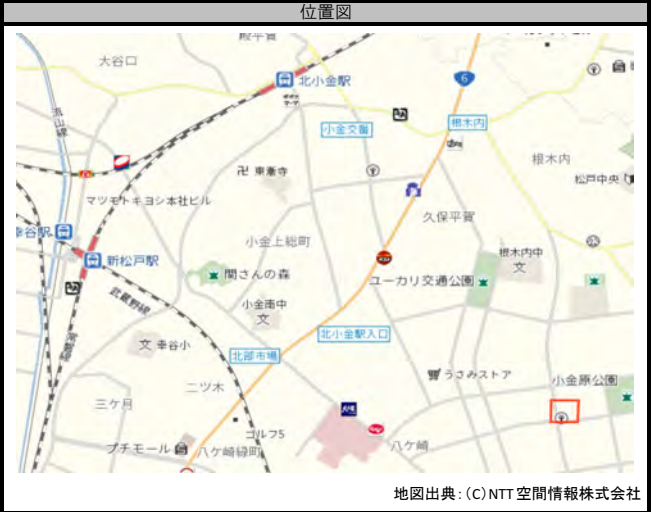 位置図
殿平賀
大谷口
北小金駅
6
流山線
小金交番
根木内
卍 東漸寺
根木内
松戸中央
マツモトキヨシ本社ビル
久保平賀
幸谷駅
小金上総町
新松戸駅
根木内中
文
関さんの森
ユーカリ交通公園
武蔵野線
小金南中
文
北小金駅入口
文 幸谷小
北部市場
うさみストア
小金原公園
二ツ木
三ケ月
ゴルフ5
プチモール
八ケ崎緑町
八ケ崎
地図出典:(C)NTT空間情報株式会社